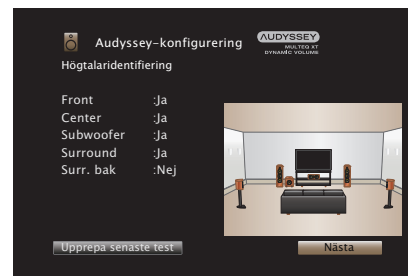 Audyssey-konfigurering
AUDYSSEY
MULTEQ XT
DYNAMIC VOLUME
Högtalaridentifiering
Front :Ja
Center :Ja
Subwoofer :Ja
Surround :Ja
Surr. bak :Nej
Upprepa senaste test
Nästa